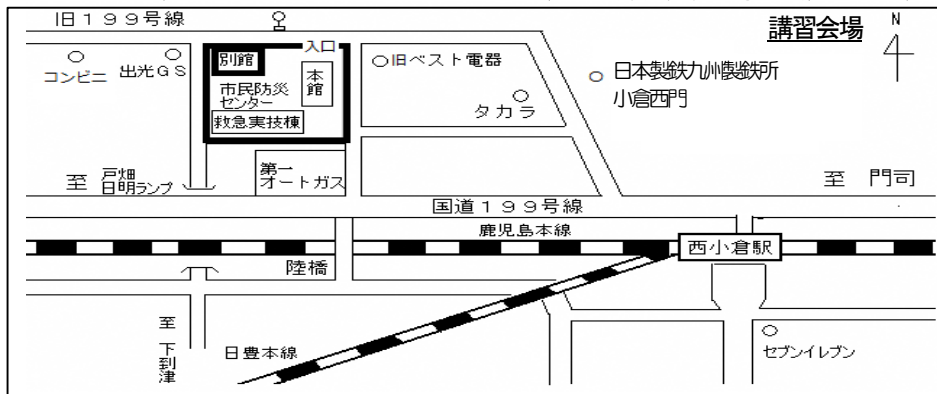 旧１９９号線
講習会場
N
入口
別館
本館
コンビニ
出光ＧＳ
市民防災
センター
救急実技棟
旧ベスト電器
タカラ
日本製鉄九州製鉄所
小倉西門
至 戸畑
日明ランプ
第一
オートガス
至 門司
国道１９９号線
鹿児島本線
西小倉駅
陸橋
至 下到津
日豊本線
セブンイレブン